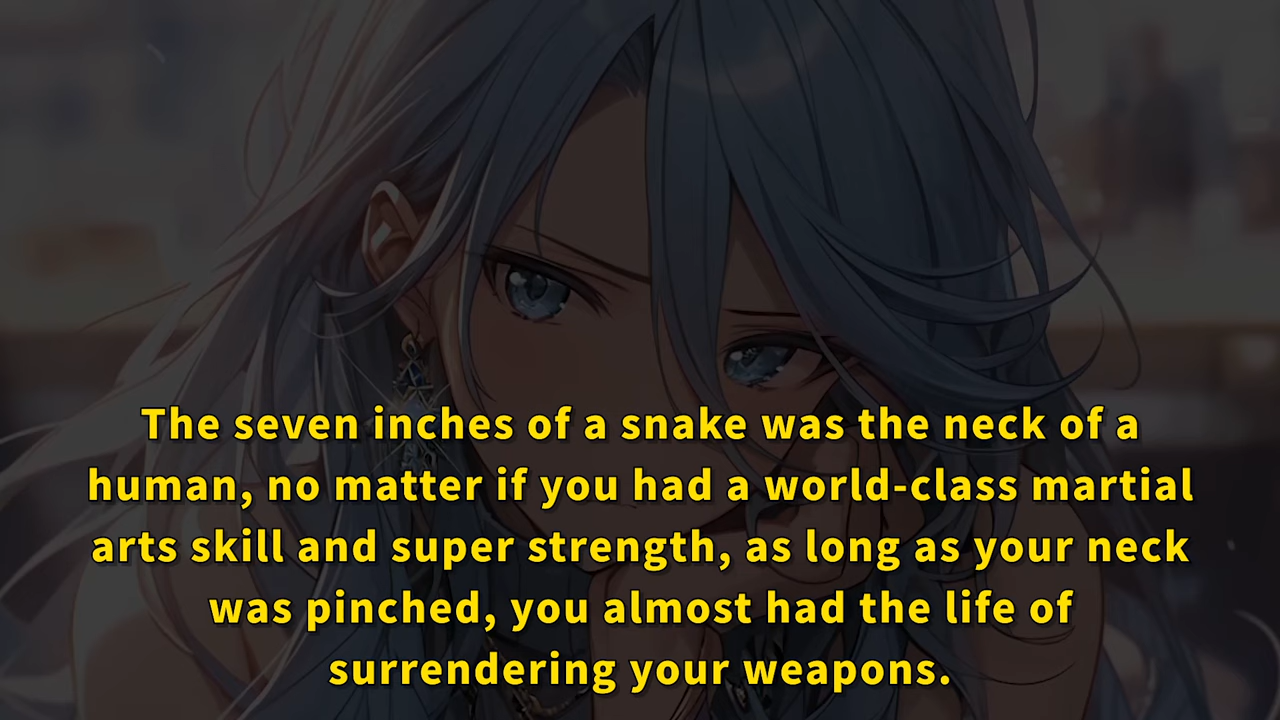 The seven inches of a snake was the neck of a
human, no matter if you had a world-class martial
arts skill and super strength, as long as your neck
was pinched, you almost had the life of
surrendering your weapons.